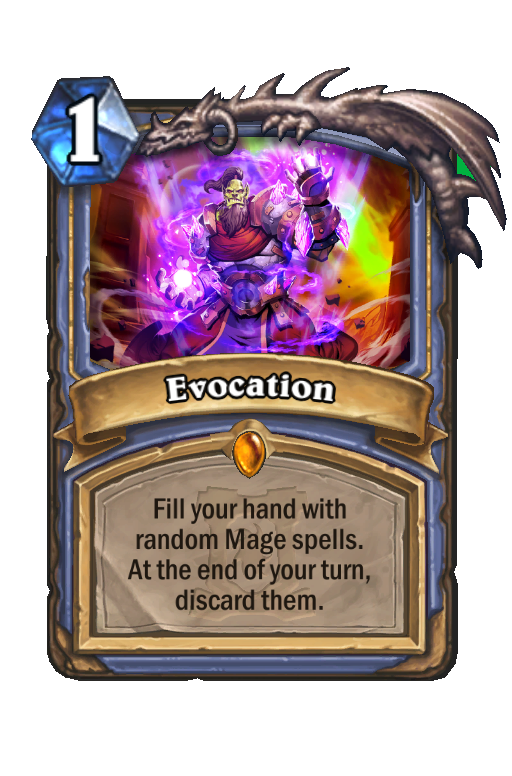 1
Evocation
Fill your hand with
random Mage spells.
At the end of your turn,
discard them.